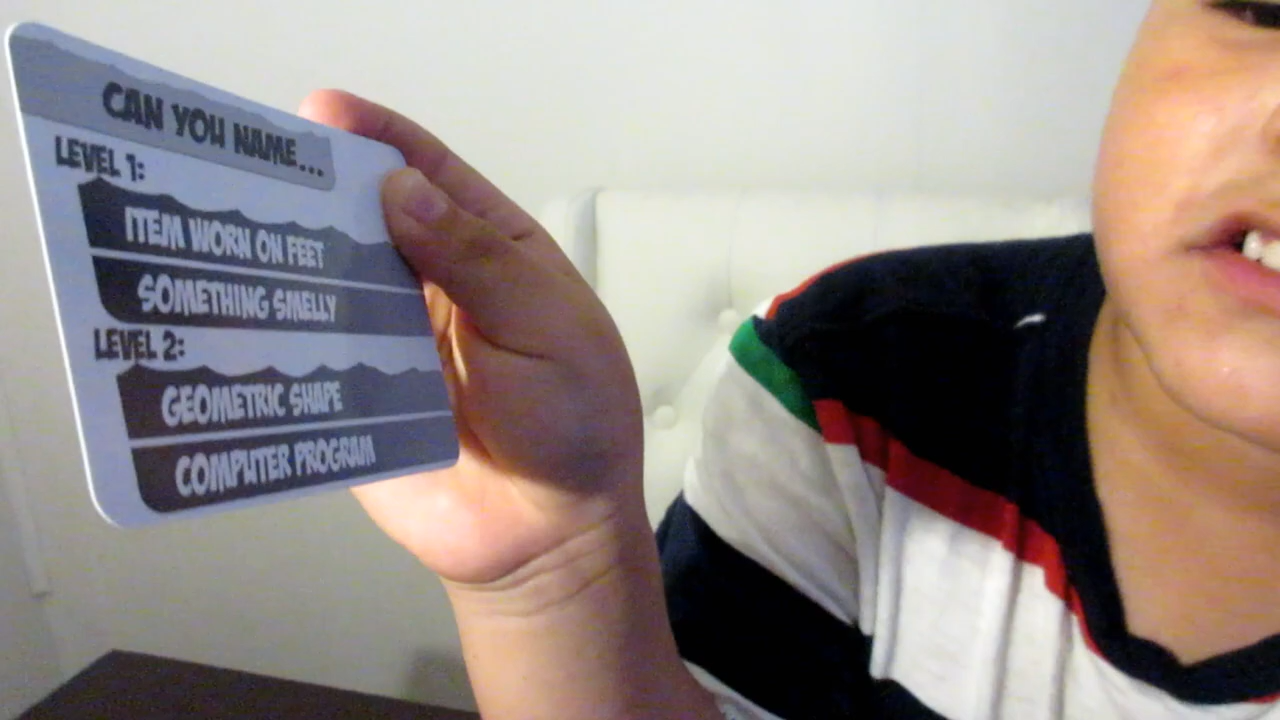 CAN YOU NAME...
LEVEL 1:
ITEM WORN ON FEET
SOMETHING SMELLY
LEVEL 2:
GEOMETRIC SHAPE
COMPUTER PROGRAM